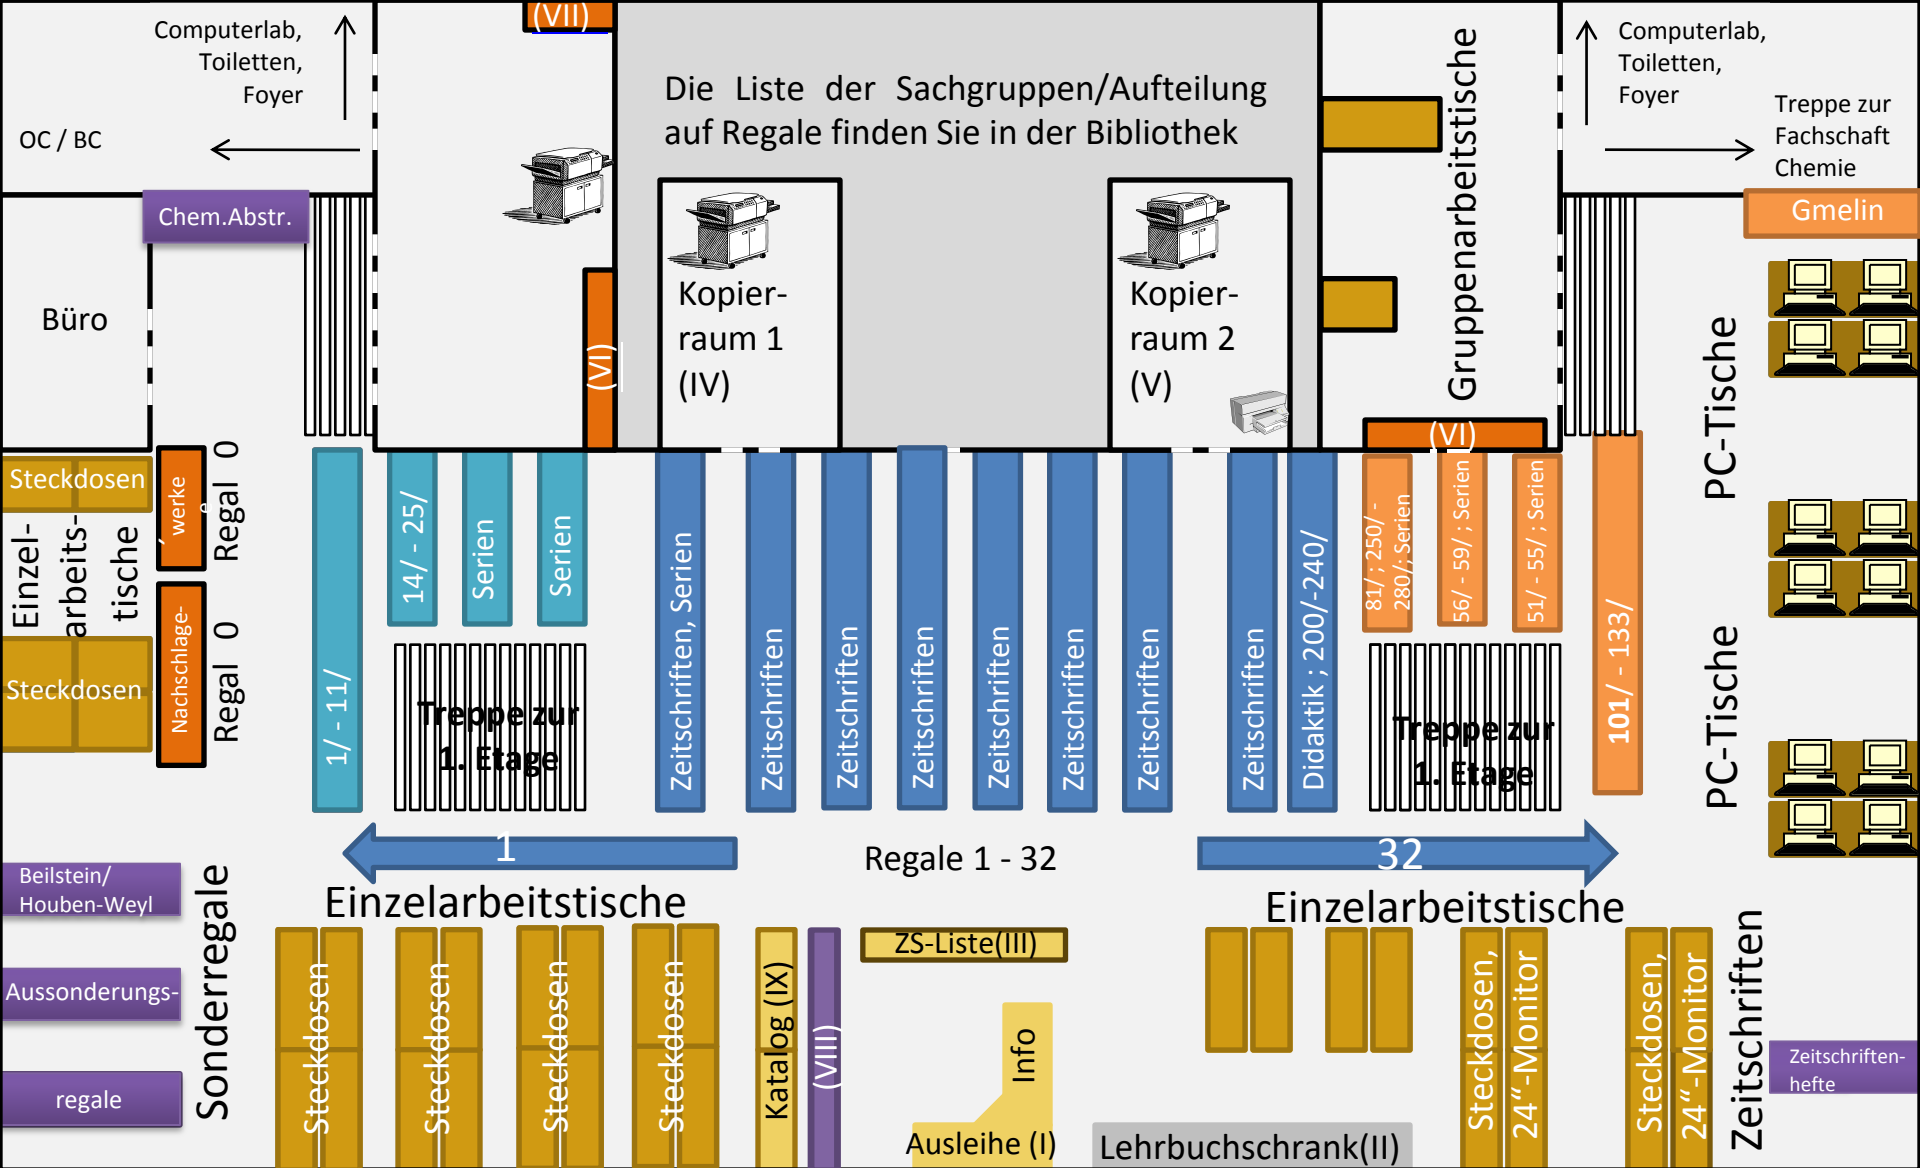 Computerlab,
Toiletten,
Foyer
OC / BC
(VII)
Die Liste der Sachgruppen/Aufteilung
auf Regale finden Sie in der Bibliothek
Gruppenarbeitstische
Computerlab,
Toiletten,
Foyer
Treppe zur
Fachschaft
Chemie
Chem.Abstr.
Gmelin
Büro
Kopier-
raum 1
(IV)
Kopier-
raum 2
(V)
(VI)
(VI)
PC-Tische
PC-Tische
Steckdosen
Einzel-
arbeits-
tische
Steckdosen
´werke
Regal 0
Nachschlage-
Regal 0
1/ - 11/
14/ - 25/
Serien
Serien
Treppe zur
1. Etage
Zeitschriften, Serien
Zeitschriften
Zeitschriften
Zeitschriften
Zeitschriften
Zeitschriften
Zeitschriften
Zeitschriften
Didaktik ; 200/-240/
81/ ; 250/ -
280/; Serien
56/ - 59/ ; Serien
51/ - 55/ ; Serien
Treppe zur
1. Etage
101/ - 133/
1
Regale 1 - 32
32
Beilstein/
Houben-Weyl
Aussonderungs-
regale
Sonderregale
Einzelarbeitstische
Steckdosen
Steckdosen
Steckdosen
Steckdosen
Katalog (IX)
(VIII)
ZS-Liste(III)
Info
Ausleihe (I)
Lehrbuchschrank(II)
Einzelarbeitstische
Steckdosen,
24“-Monitor
Steckdosen,
24“-Monitor
Zeitschriften
Zeitschriften-
hefte